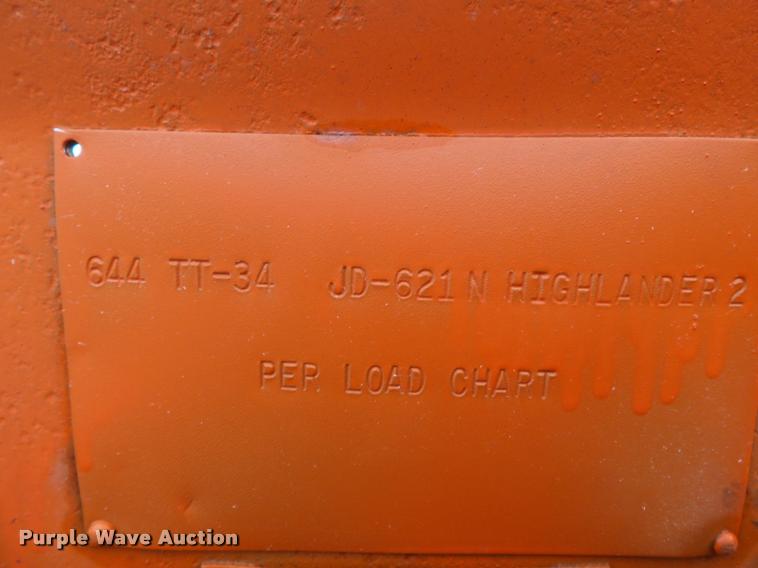 644 TT-34 JD-621 N HIGHLANDER 2
PER LOAD CHART
Purple Wave Auction